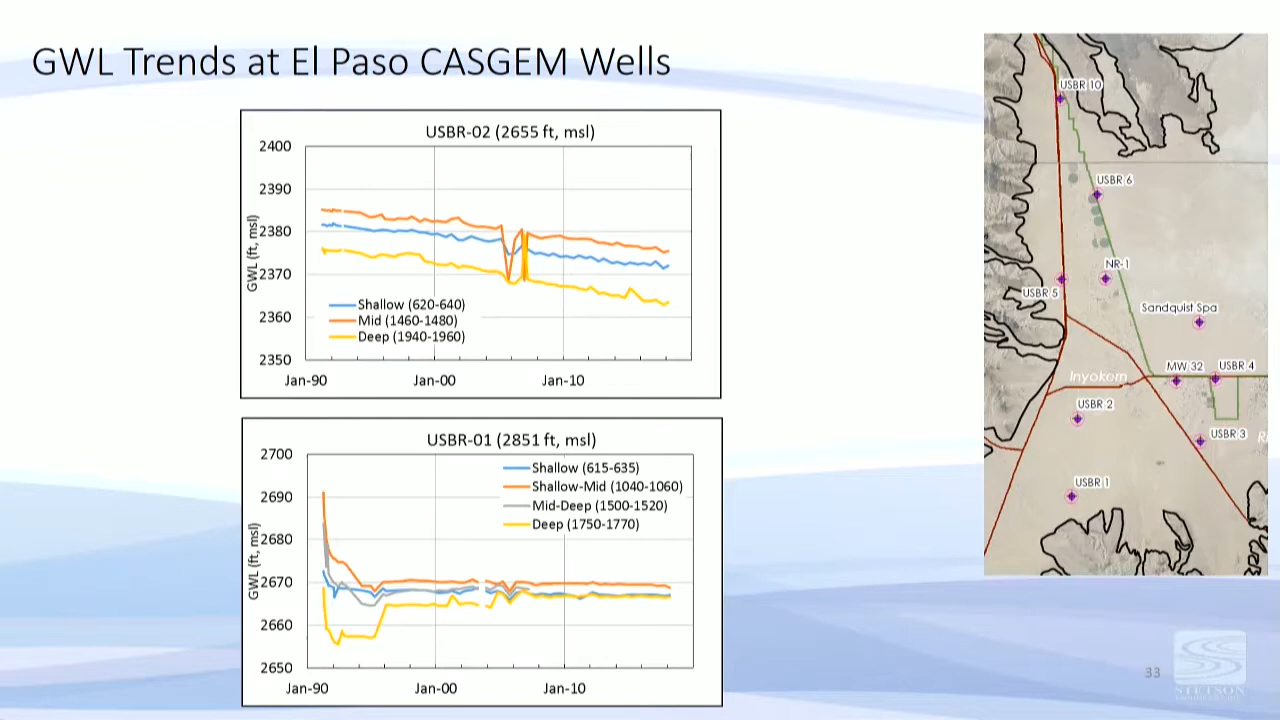 GWL Trends at El Paso CASGEM Wells
USBR-02 (2655 ft, msl)
GWL (ft, msl)
2400
2390
2380
2370
2360
2350
Shallow (620-640)
Mid (1460-1480)
Deep (1940-1960)
Jan-90
Jan-00
Jan-10
USBR-01 (2851 ft, msl)
GWL (ft, msl)
2700
2690
2680
2670
2660
2650
Shallow (615-635)
Shallow-Mid (1040-1060)
Mid-Deep (1500-1520)
Deep (1750-1770)
Jan-90
Jan-00
Jan-10
USBR 10
USBR 6
NR-1
USBR 5
Sandquist Spa
MW 32
USBR 4
Inyokern
USBR 2
USBR 3
USBR 1
33
STETSON